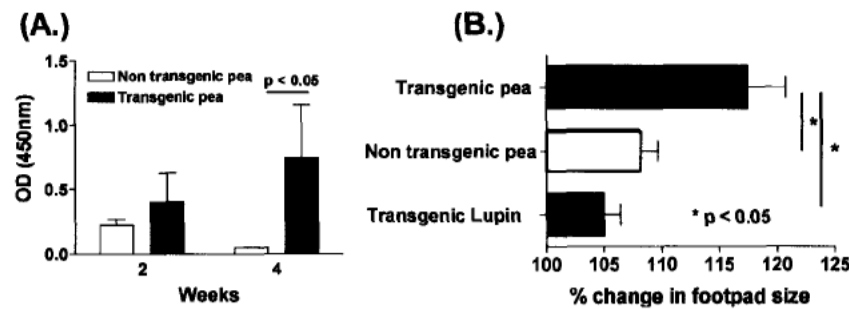 (A.)
1.5
1.0
0.5
0.0
OD (450nm)
Non transgenic pea
Transgenic pea
p < 0.05
2
4
Weeks
(B.)
Transgenic pea
Non transgenic pea
Transgenic Lupin
*
*
* p < 0.05
100 105 110 115 120 125
% change in footpad size